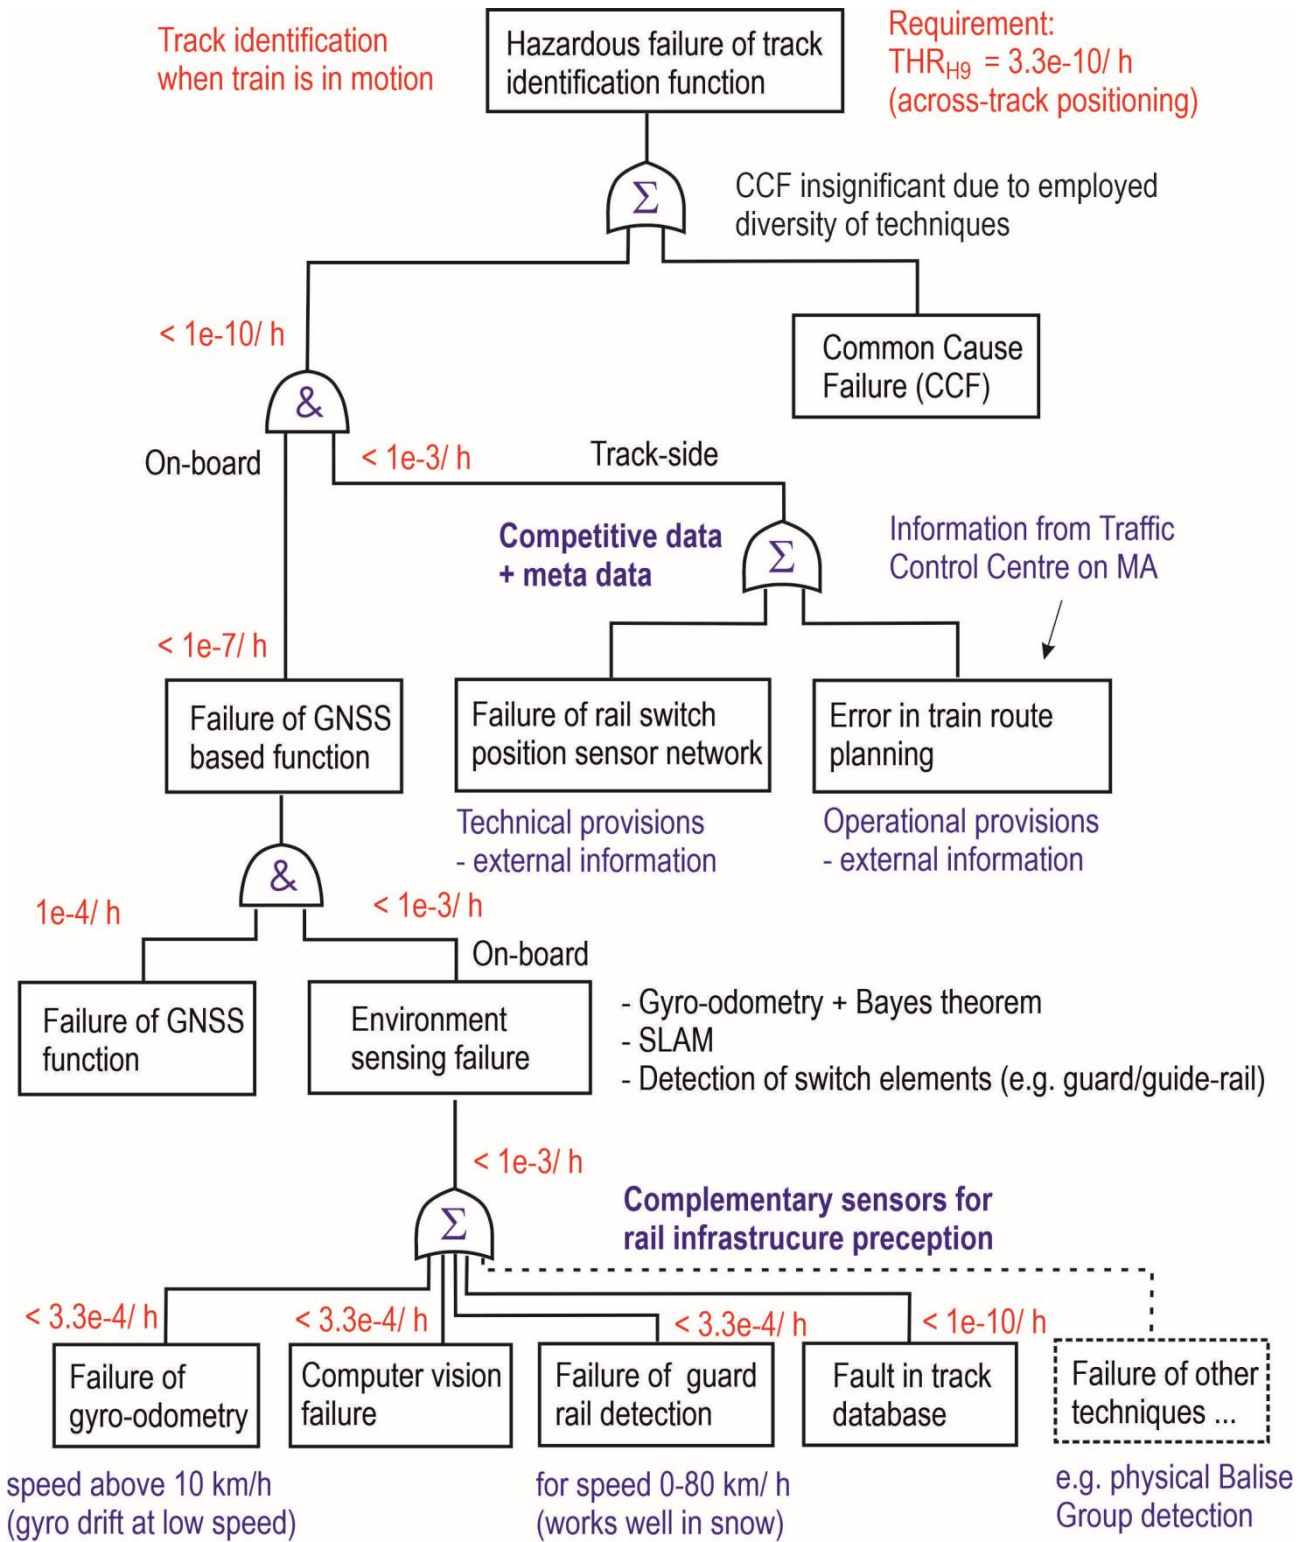 Track identification
when train is in motion
Hazardous failure of track
identification function
Requirement:
THR_H9 = 3.3e-10/ h
(across-track positioning)
Σ
CCF insignificant due to employed
diversity of techniques
< 1e-10/ h
Common Cause
Failure (CCF)
&
On-board
< 1e-3/ h
Track-side
Competitive data
+ meta data
Σ
Information from Traffic
Control Centre on MA
< 1e-7/ h
Failure of GNSS
based function
Failure of rail switch
position sensor network
Error in train route
planning
Technical provisions
- external information
Operational provisions
- external information
&
1e-4/ h
< 1e-3/ h
On-board
Failure of GNSS
function
Environment
sensing failure
- Gyro-odometry + Bayes theorem
- SLAM
- Detection of switch elements (e.g. guard/guide-rail)
< 1e-3/ h
Σ
Complementary sensors for
rail infrastrucure preception
< 3.3e-4/ h
< 3.3e-4/ h
< 3.3e-4/ h
< 1e-10/ h
Failure of
gyro-odometry
Computer vision
failure
Failure of guard
rail detection
Fault in track
database
Failure of other
techniques ...
speed above 10 km/h
(gyro drift at low speed)
for speed 0-80 km/ h
(works well in snow)
e.g. physical Balise
Group detection